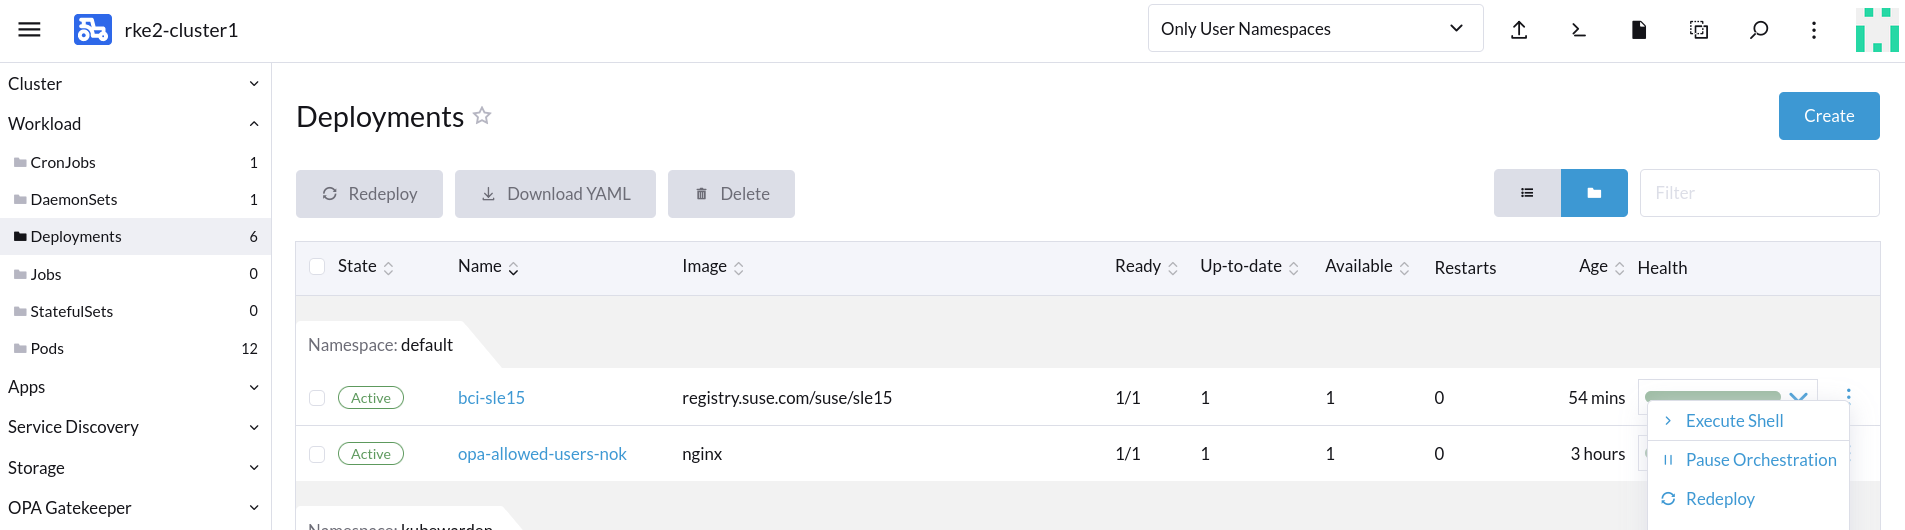 rke2-cluster1
Only User Namespaces
Cluster
Workload
CronJobs 1
DaemonSets 1
Deployments 6
Jobs 0
StatefulSets 0
Pods 12
Apps
Service Discovery
Storage
OPA Gatekeeper
Deployments
Create
Redeploy Download YAML Delete
Filter
State Name Image Ready Up-to-date Available Restarts Age Health
Namespace: default
Active bci-sle15 registry.suse.com/suse/sle15 1/1 1 1 0 54 mins
Active opa-allowed-users-nok nginx 1/1 1 1 0 3 hours
Execute Shell
Pause Orchestration
Redeploy
Namespace: kubewarden